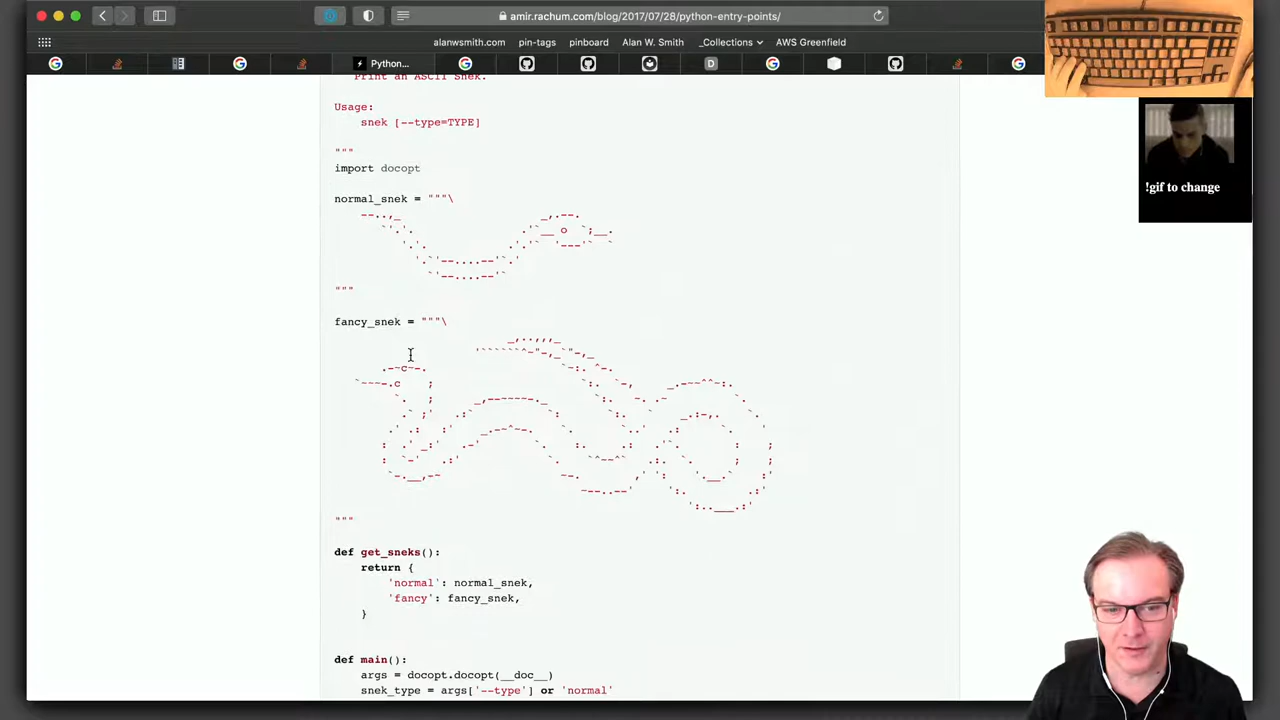 amir.rachum.com/blog/2017/07/28/python-entry-points/
alanwsmith.com pin-tags pinboard Alan W. Smith _Collections AWS Greenfield
Python...
Print an ASCII Snek.
Usage:
snek [--type=TYPE]
"""
import docopt
normal_snek = """\
"""
fancy_snek = """\
"""
def get_sneks():
return {
'normal': normal_snek,
'fancy': fancy_snek,
}
def main():
args = docopt.docopt(__doc__)
snek_type = args['--type'] or 'normal'
!gif to change